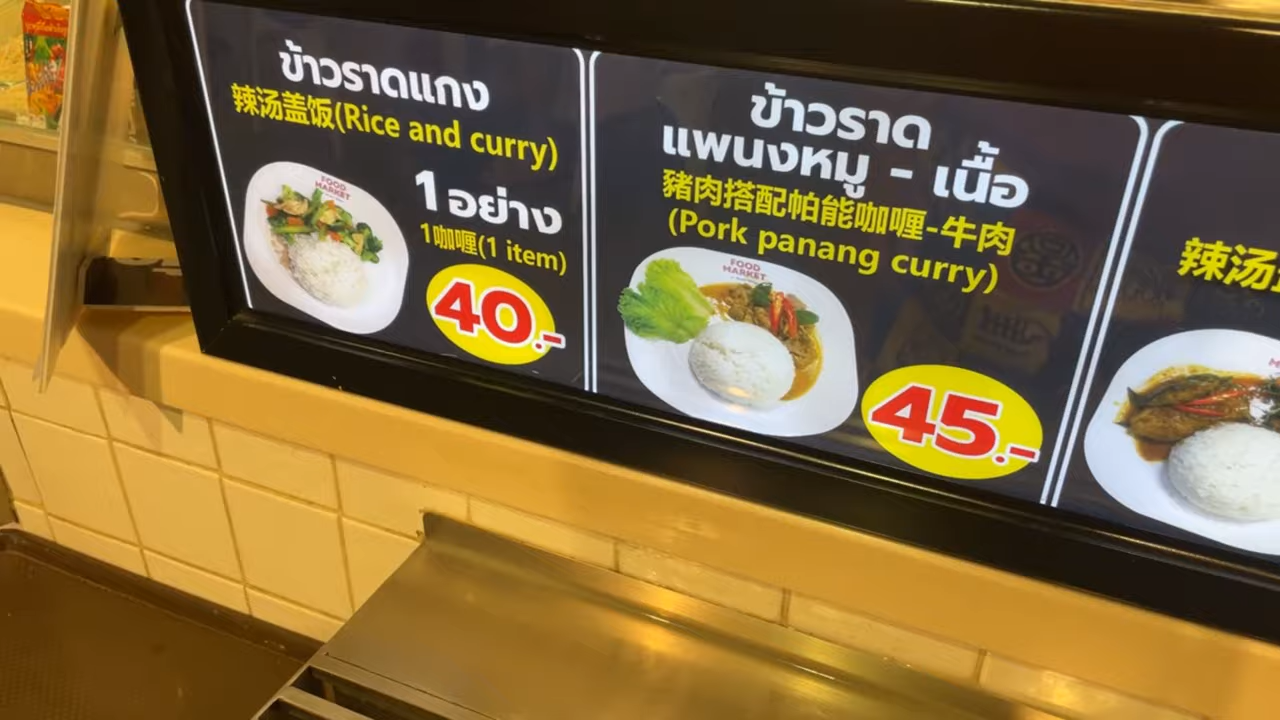 ข้าวราดแกง
辣汤盖饭(Rice and curry)
FOOD
MARKET
1 อย่าง
1咖喱(1 item)
40.-
ข้าวราด
แพนงหมู - เนื้อ
豬肉搭配帕能咖喱-牛肉
(Pork panang curry)
FOOD
MARKET
45.-
辣汤